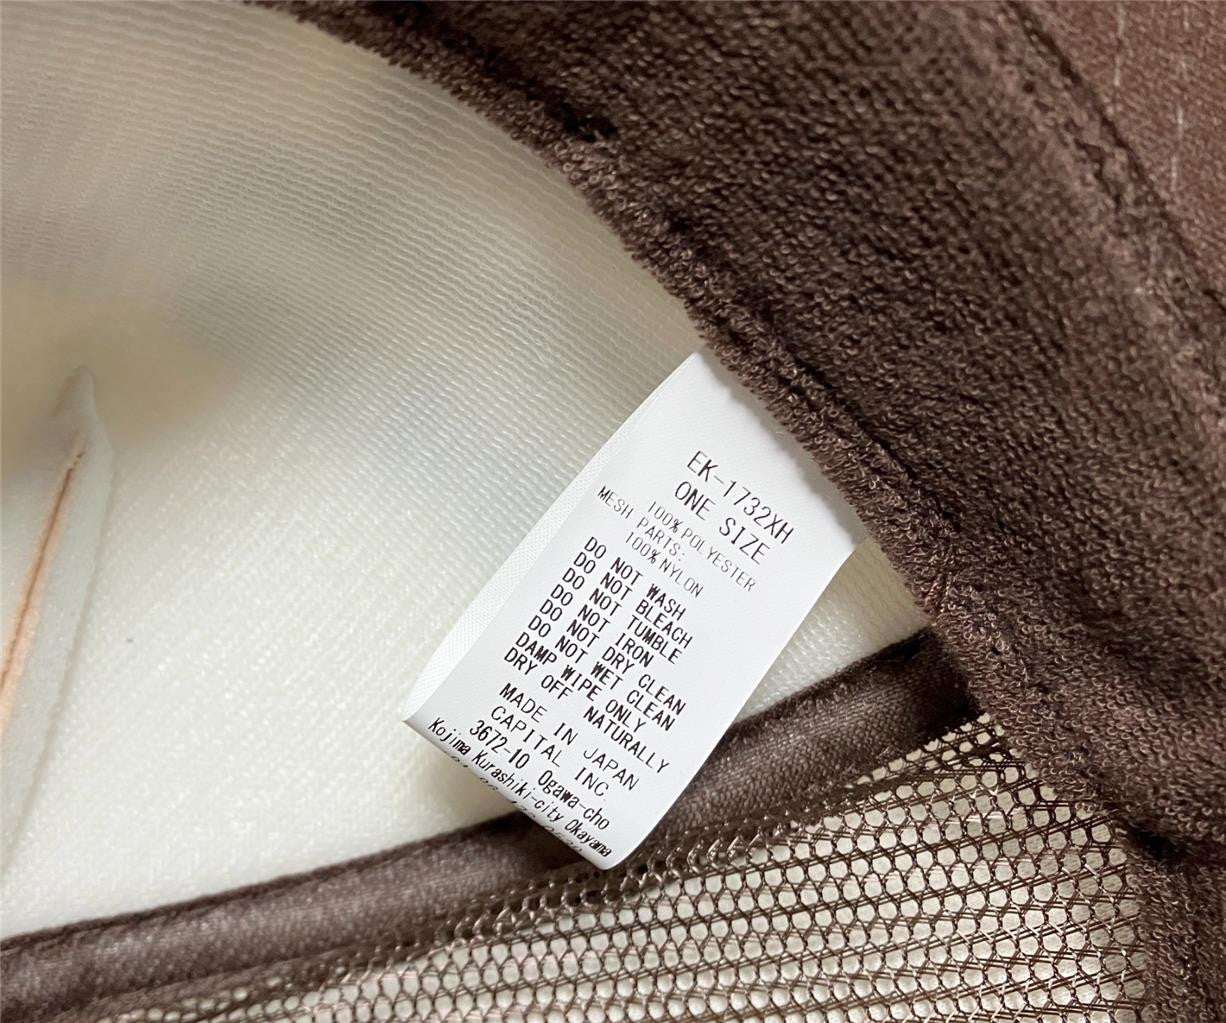 EK-1732XH
ONE SIZE
100% POLYESTER
MESH PARTS:
100% NYLON
DO NOT WASH
DO NOT BLEACH
DO NOT TUMBLE
DO NOT IRON
DO NOT DRY CLEAN
DO NOT WET CLEAN
DAMP WIPE ONLY
DRY OFF NATURALLY
MADE IN JAPAN
CAPITAL INC.
3672-10 Ogawa-cho
Kojima Kurashiki-city Okayama